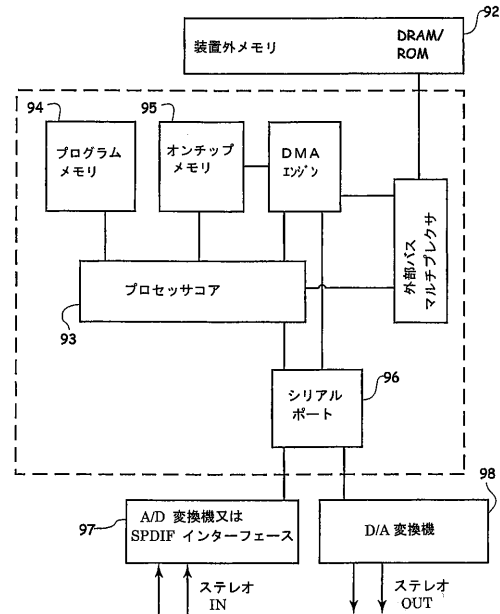 92
装置外メモリ
DRAM/
ROM
94
95
プログラム
メモリ
オンチップ
メモリ
DMA
エンジン
外部バス
マルチプレクサ
プロセッサコア
93
96
シリアル
ポート
98
97
A/D 変換機又は
SPDIF インターフェース
D/A 変換機
ステレオ
IN
ステレオ
OUT